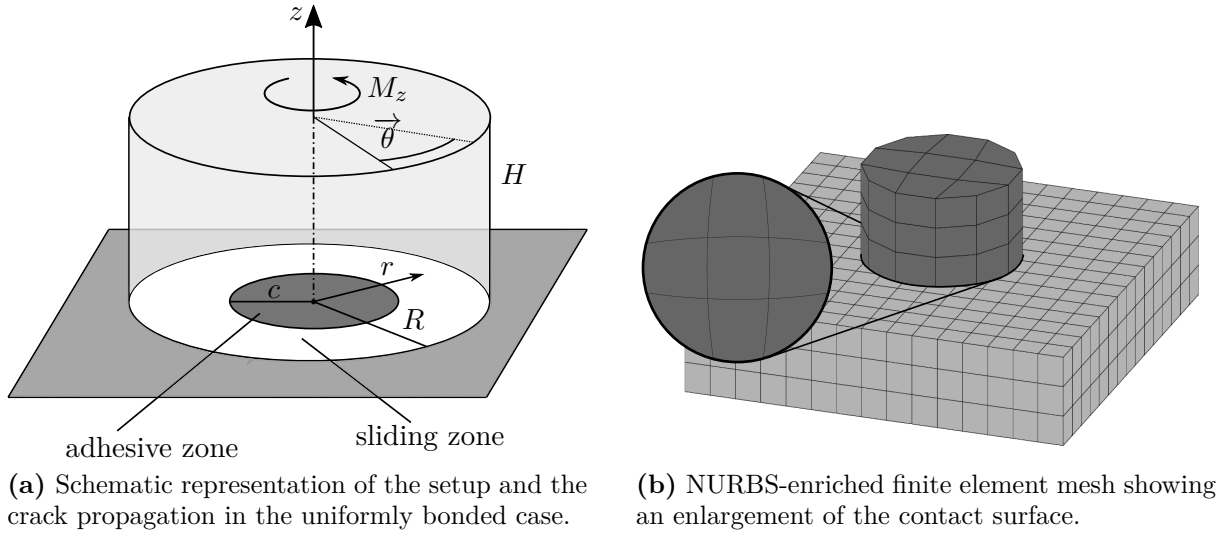 z
M_z
θ
H
c
r
R
adhesive zone
sliding zone
(a) Schematic representation of the setup and the
crack propagation in the uniformly bonded case.
(b) NURBS-enriched finite element mesh showing
an enlargement of the contact surface.